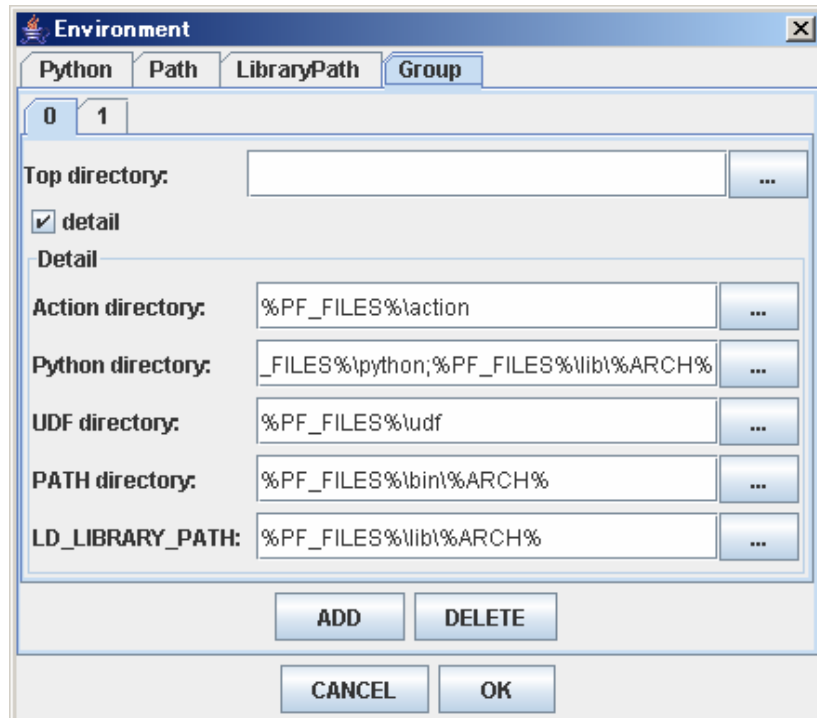 Environment
Python Path LibraryPath Group
0 1
Top directory: ...
detail
Detail
Action directory: %PF_FILES%\action ...
Python directory: _FILES%\python;%PF_FILES%\lib\%ARCH% ...
UDF directory: %PF_FILES%\udf ...
PATH directory: %PF_FILES%\bin\%ARCH% ...
LD_LIBRARY_PATH: %PF_FILES%\lib\%ARCH% ...
ADD DELETE
CANCEL OK